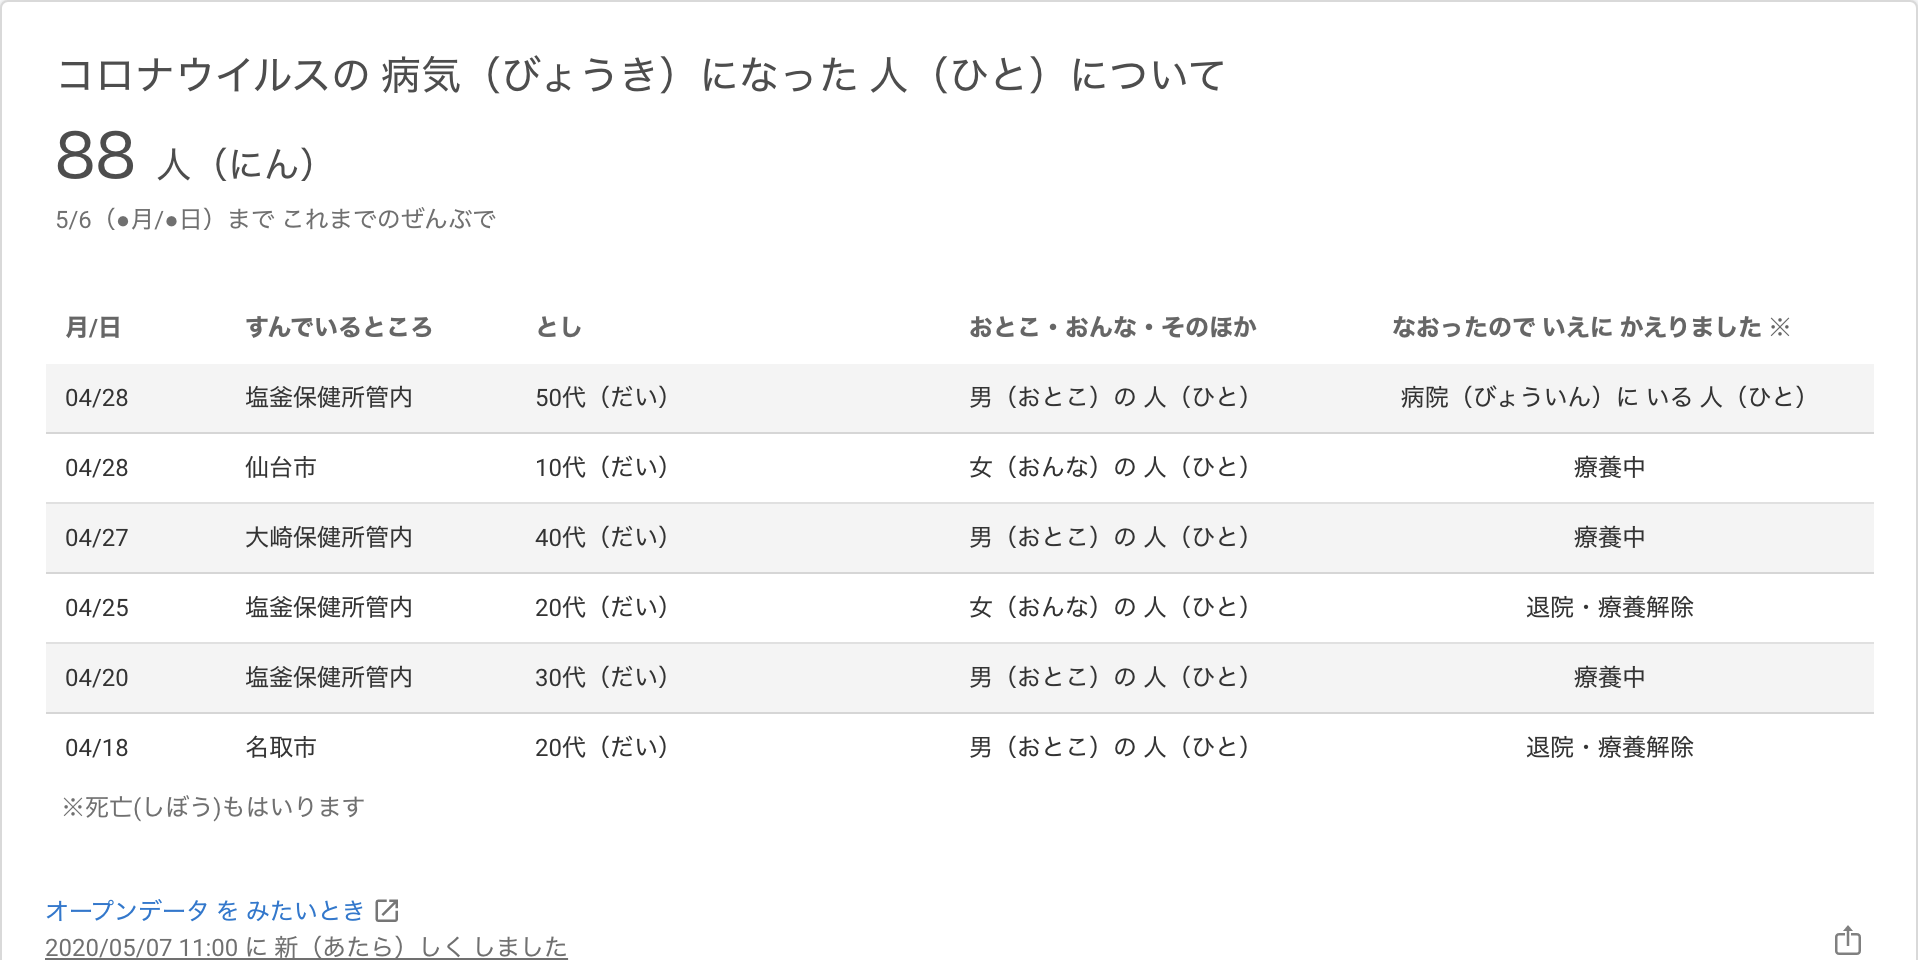 コロナウイルスの 病気（びょうき）になった 人（ひと）について
88 人（にん）
5/6（●月/●日）まで これまでのぜんぶで
月/日 すんでいるところ とし おとこ・おんな・そのほか なおったので いえに かえりました ※
04/28 塩釜保健所管内 50代（だい） 男（おとこ）の 人（ひと） 病院（びょういん）に いる 人（ひと）
04/28 仙台市 10代（だい） 女（おんな）の 人（ひと） 療養中
04/27 大崎保健所管内 40代（だい） 男（おとこ）の 人（ひと） 療養中
04/25 塩釜保健所管内 20代（だい） 女（おんな）の 人（ひと） 退院・療養解除
04/20 塩釜保健所管内 30代（だい） 男（おとこ）の 人（ひと） 療養中
04/18 名取市 20代（だい） 男（おとこ）の 人（ひと） 退院・療養解除
※死亡(しぼう)もはいります
オープンデータ を みたいとき
2020/05/07 11:00 に 新（あたら）しく しました